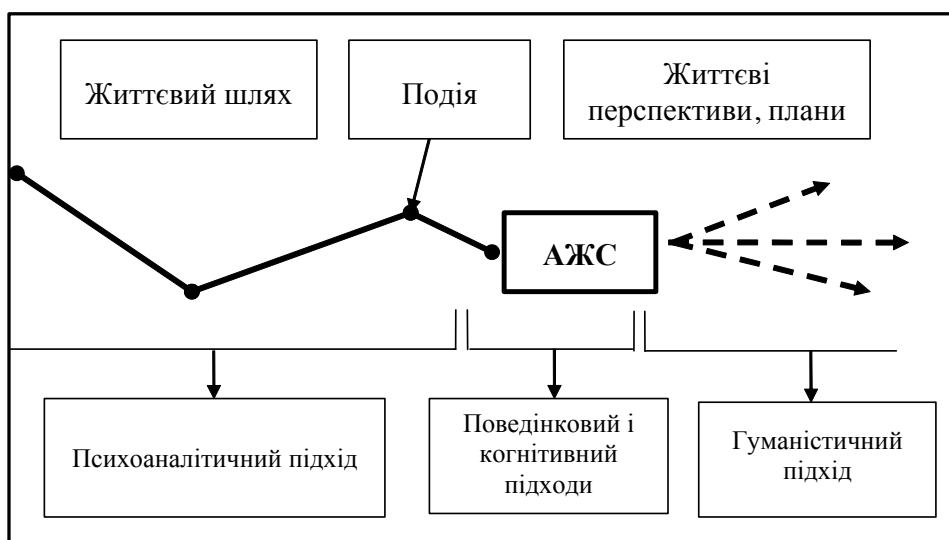 Життєвий шлях
Подія
Життєві
перспективи, плани
АЖС
Психоаналітичний підхід
Поведінковий і
когнітивний
підходи
Гуманістичний
підхід